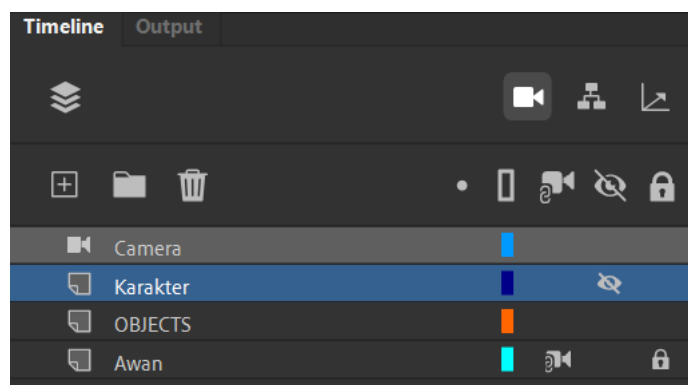 Timeline Output
Camera
Karakter
OBJECTS
Awan